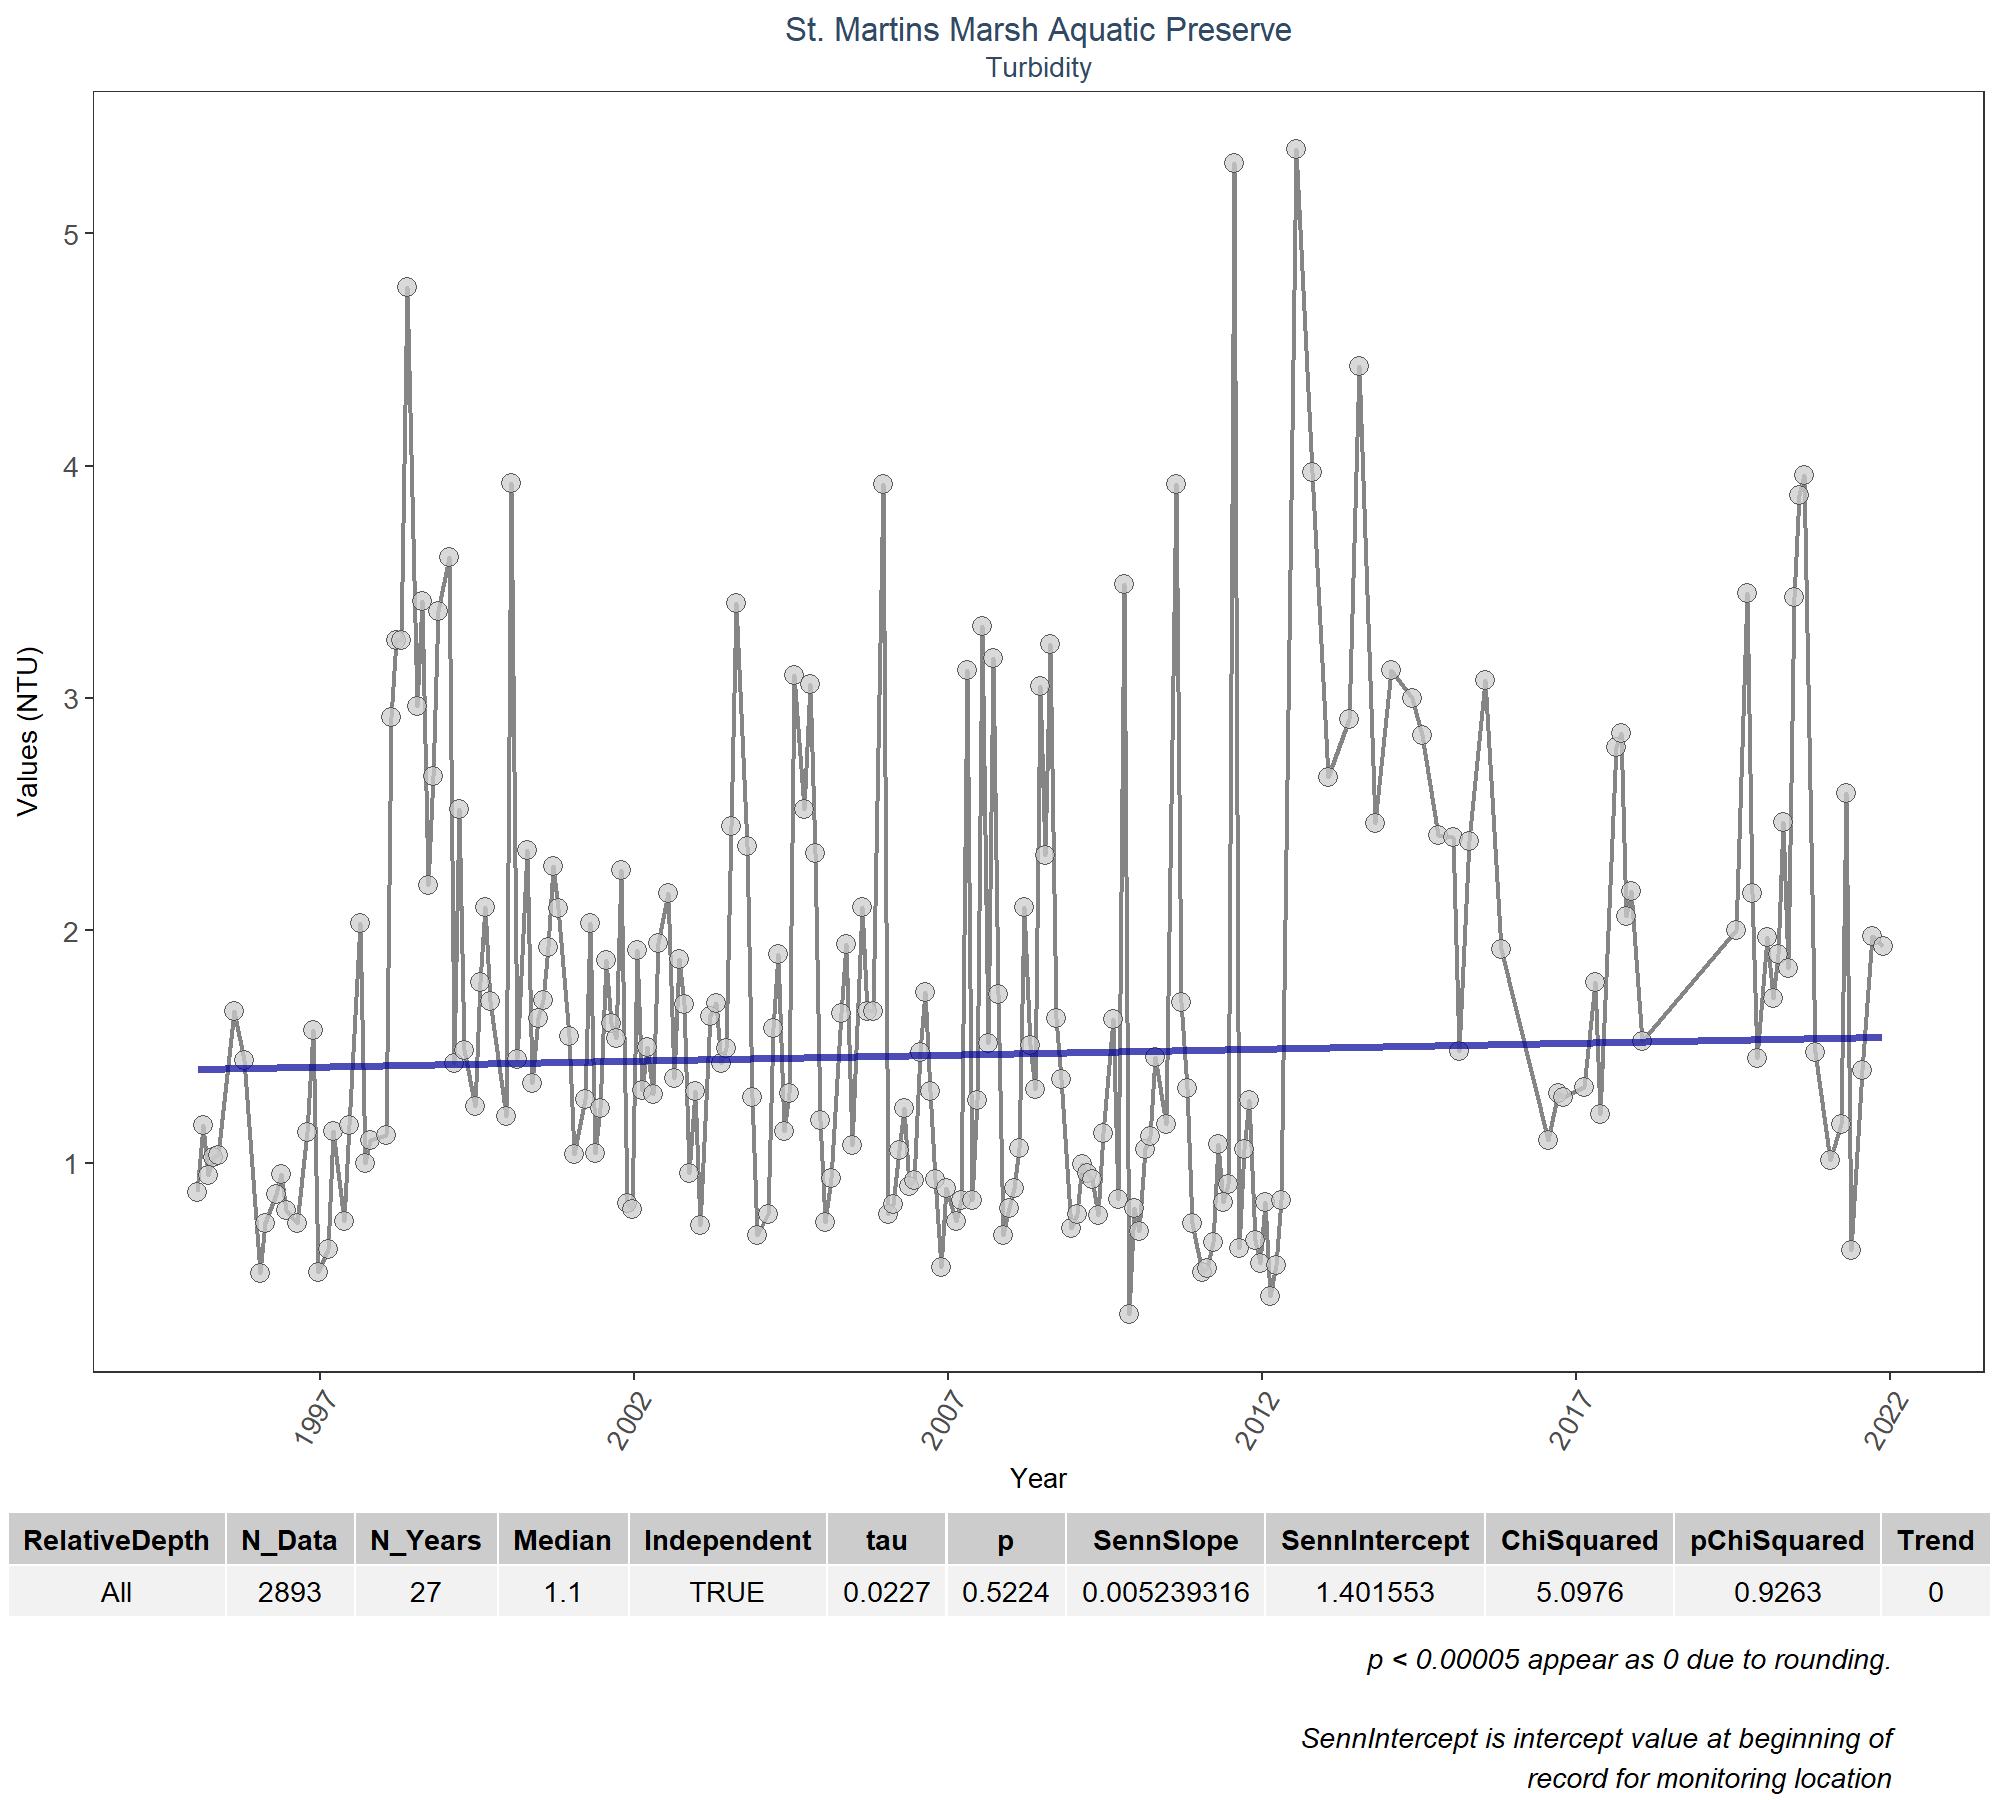 St. Martins Marsh Aquatic Preserve
Turbidity
Values (NTU)
5
4
3
2
1
1997
2002
2007
2012
2017
2022
Year
RelativeDepth N_Data N_Years Median Independent tau p SennSlope SennIntercept ChiSquared pChiSquared Trend
All 2893 27 1.1 TRUE 0.0227 0.5224 0.005239316 1.401553 5.0976 0.9263 0
p < 0.00005 appear as 0 due to rounding.
SennIntercept is intercept value at beginning of
record for monitoring location